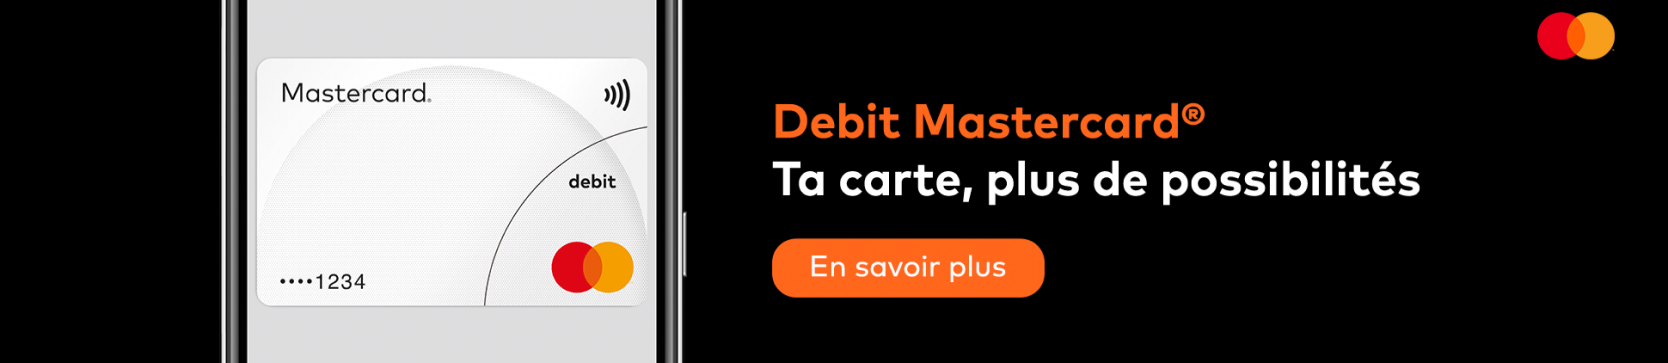 Mastercard.
debit
••••1234
Debit Mastercard®
Ta carte, plus de possibilités
En savoir plus